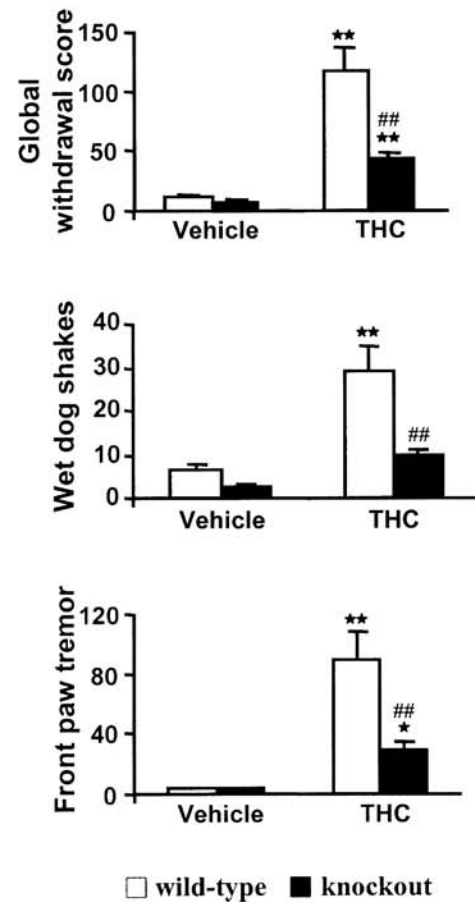 Global
withdrawal score
150
100
50
0
★★
##
★★
Vehicle THC
Wet dog shakes
40
30
20
10
0
★★
##
Vehicle THC
Front paw tremor
120
80
40
0
★★
##
★
Vehicle THC
wild-type knockout